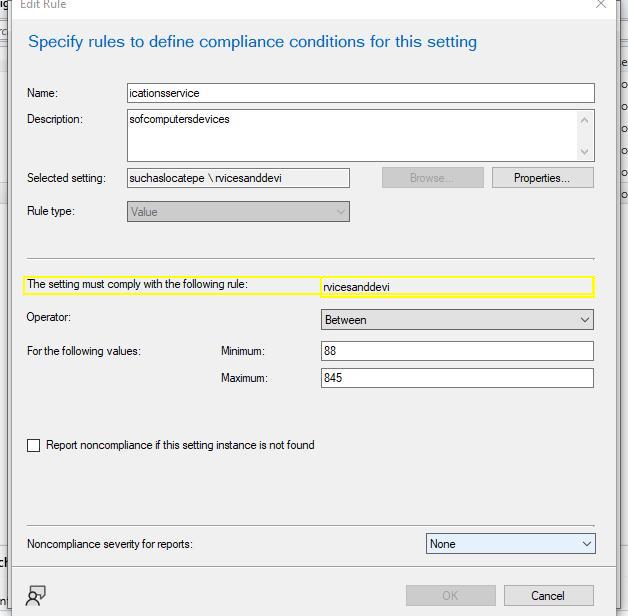 Edit Rule
Specify rules to define compliance conditions for this setting
Name: icationsservice
Description: sofcomputersdevices
Selected setting: suchaslocatepe \ rvicesanddevi Browse... Properties...
Rule type: Value
The setting must comply with the following rule: rvicesanddevi
Operator: Between
For the following values: Minimum: 88
Maximum: 845
Report noncompliance if this setting instance is not found
Noncompliance severity for reports: None
OK Cancel